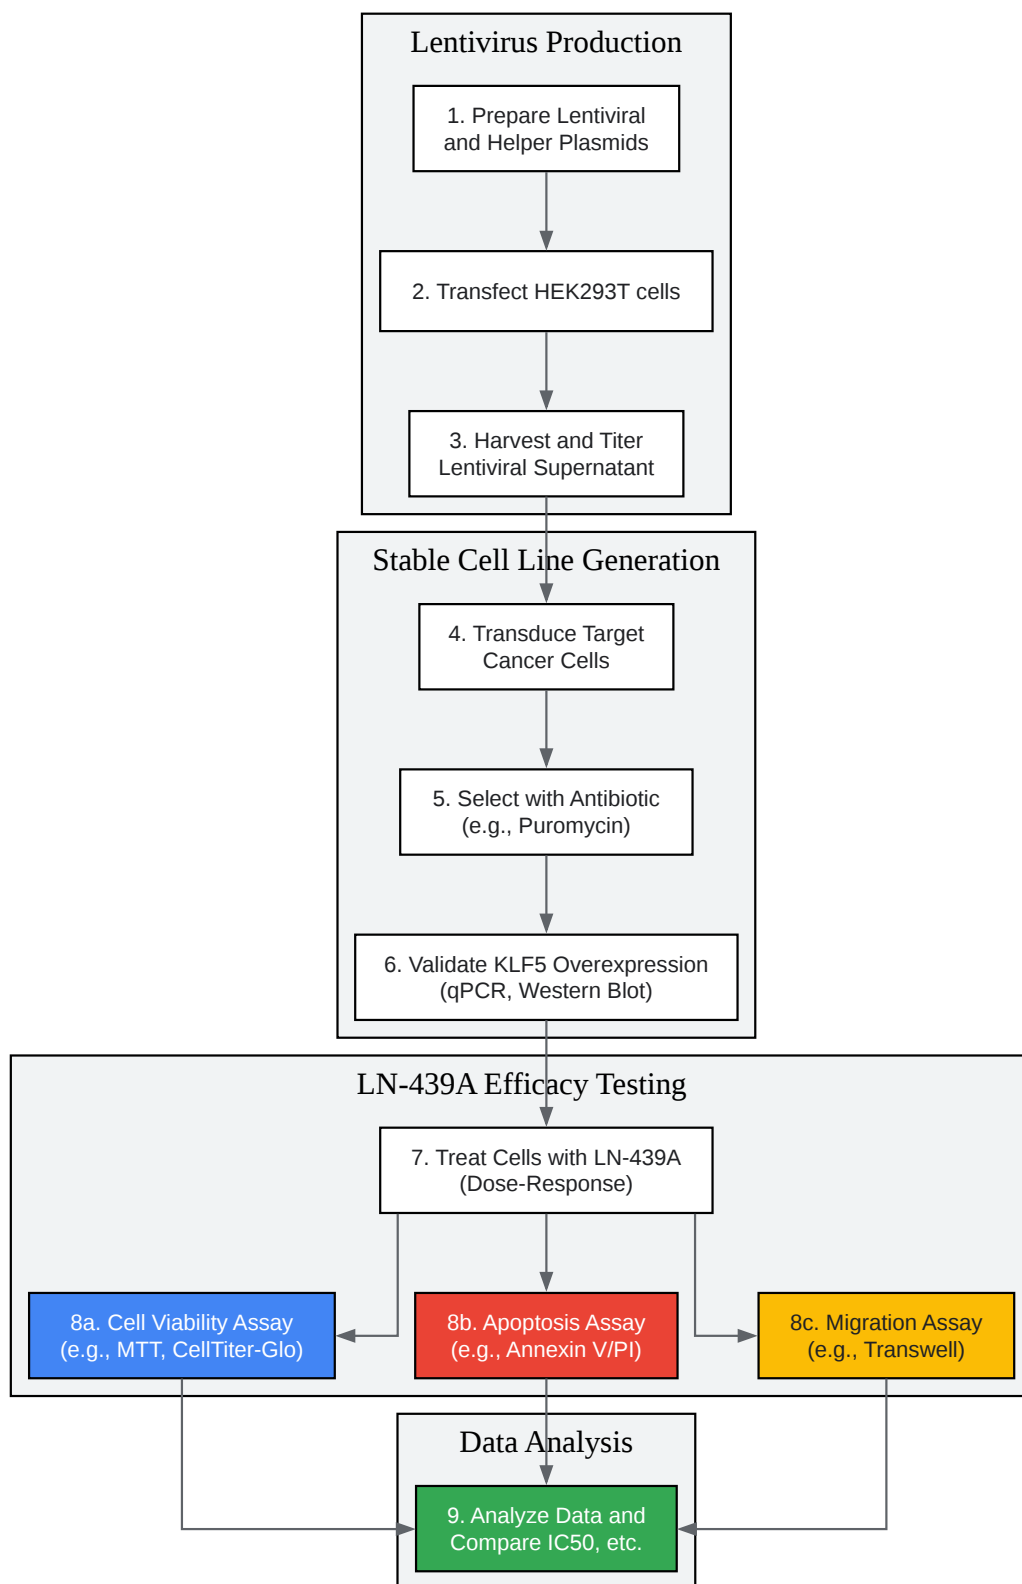 Lentivirus Production
1. Prepare Lentiviral
and Helper Plasmids
2. Transfect HEK293T cells
3. Harvest and Titer
Lentiviral Supernatant
Stable Cell Line Generation
4. Transduce Target
Cancer Cells
5. Select with Antibiotic
(e.g., Puromycin)
6. Validate KLF5 Overexpression
(qPCR, Western Blot)
LN-439A Efficacy Testing
7. Treat Cells with LN-439A
(Dose-Response)
8a. Cell Viability Assay
(e.g., MTT, CellTiter-Glo)
8b. Apoptosis Assay
(e.g., Annexin V/PI)
8c. Migration Assay
(e.g., Transwell)
Data Analysis
9. Analyze Data and
Compare IC50, etc.